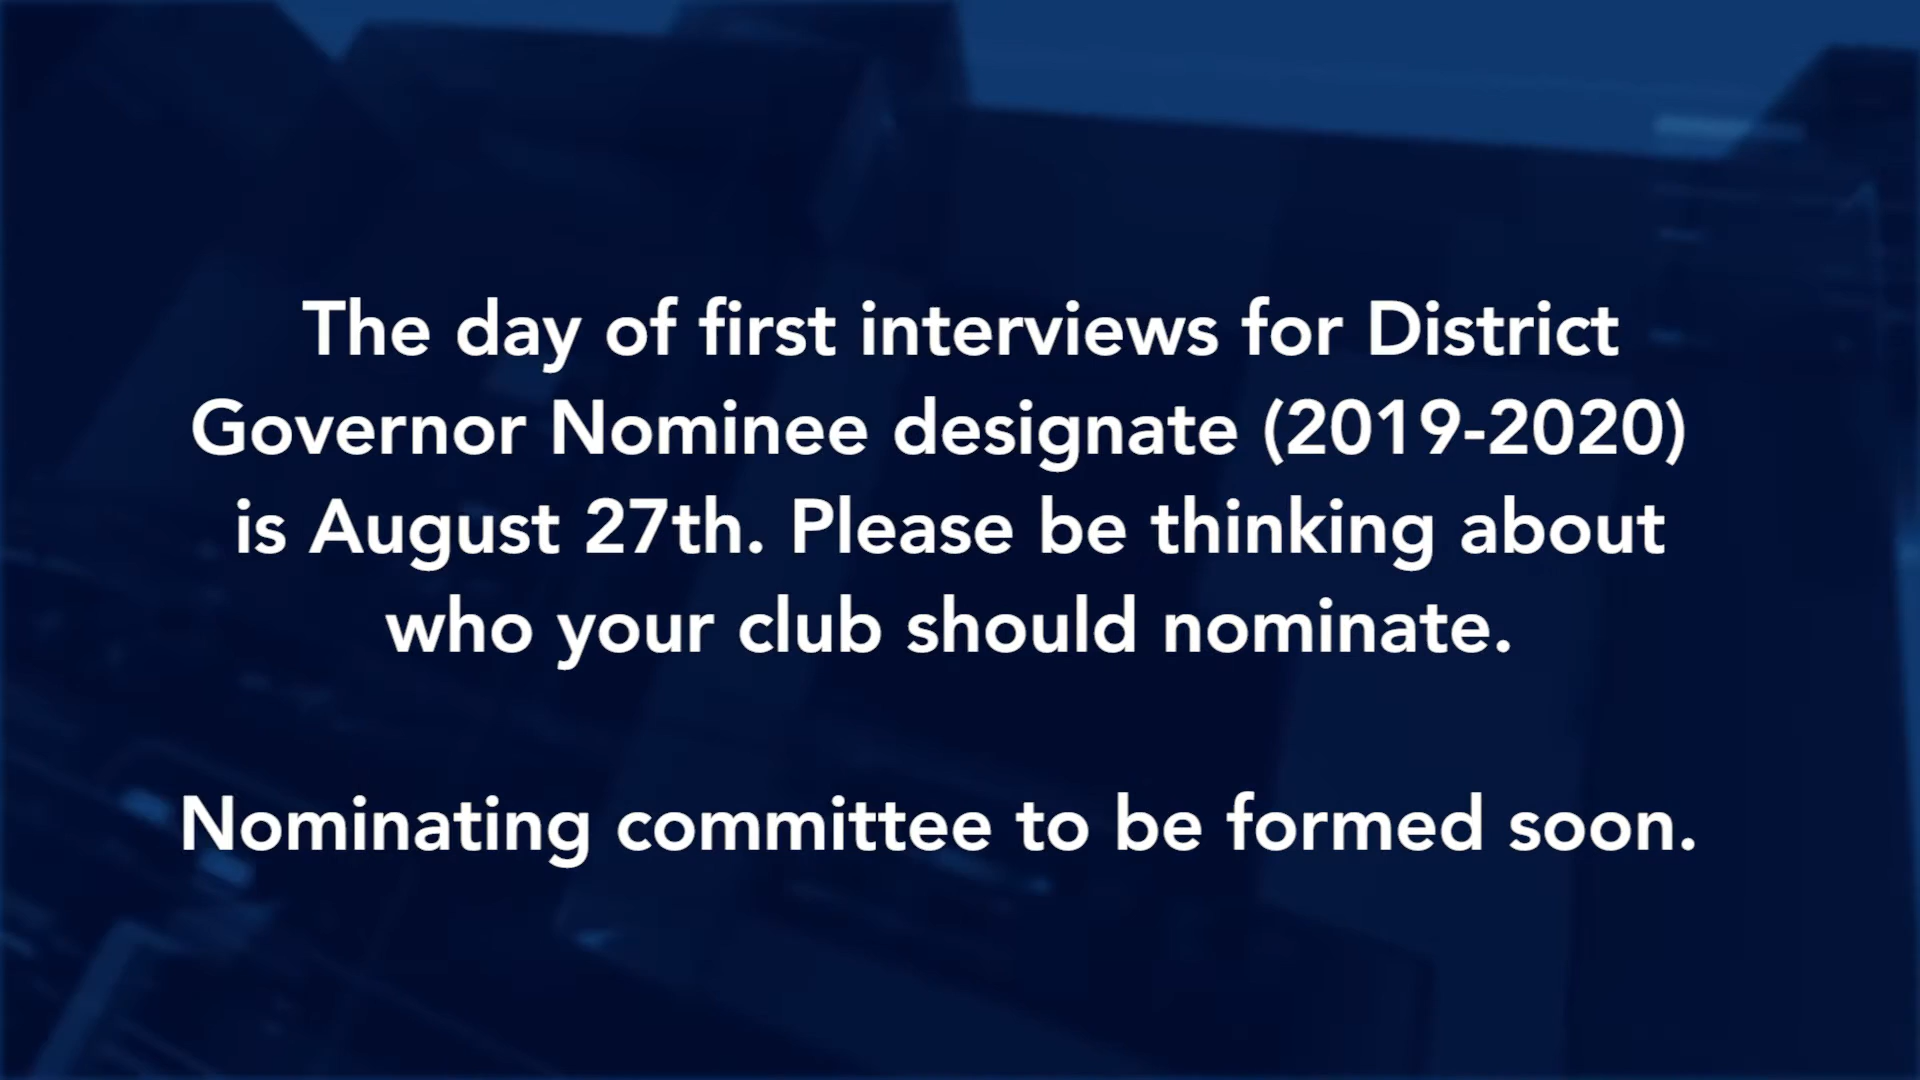 The day of first interviews for District
Governor Nominee designate (2019-2020)
is August 27th. Please be thinking about
who your club should nominate.
Nominating committee to be formed soon.